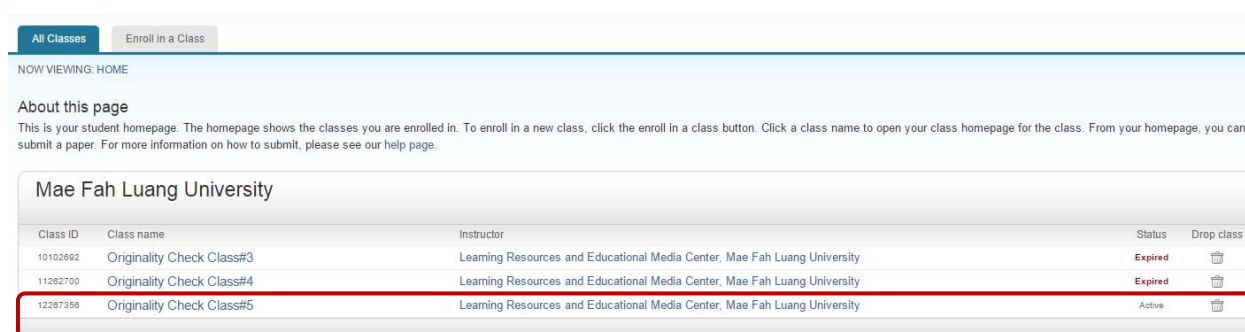 All Classes Enroll in a Class
NOW VIEWING: HOME
About this page
This is your student homepage. The homepage shows the classes you are enrolled in. To enroll in a new class, click the enroll in a class button. Click a class name to open your class homepage for the class. From your homepage, you can
submit a paper. For more information on how to submit, please see our help page.
Mae Fah Luang University
Class ID Class name Instructor Status Drop class
10102692 Originality Check Class#3 Learning Resources and Educational Media Center, Mae Fah Luang University Expired
11262700 Originality Check Class#4 Learning Resources and Educational Media Center, Mae Fah Luang University Expired
12267356 Originality Check Class#5 Learning Resources and Educational Media Center, Mae Fah Luang University Active